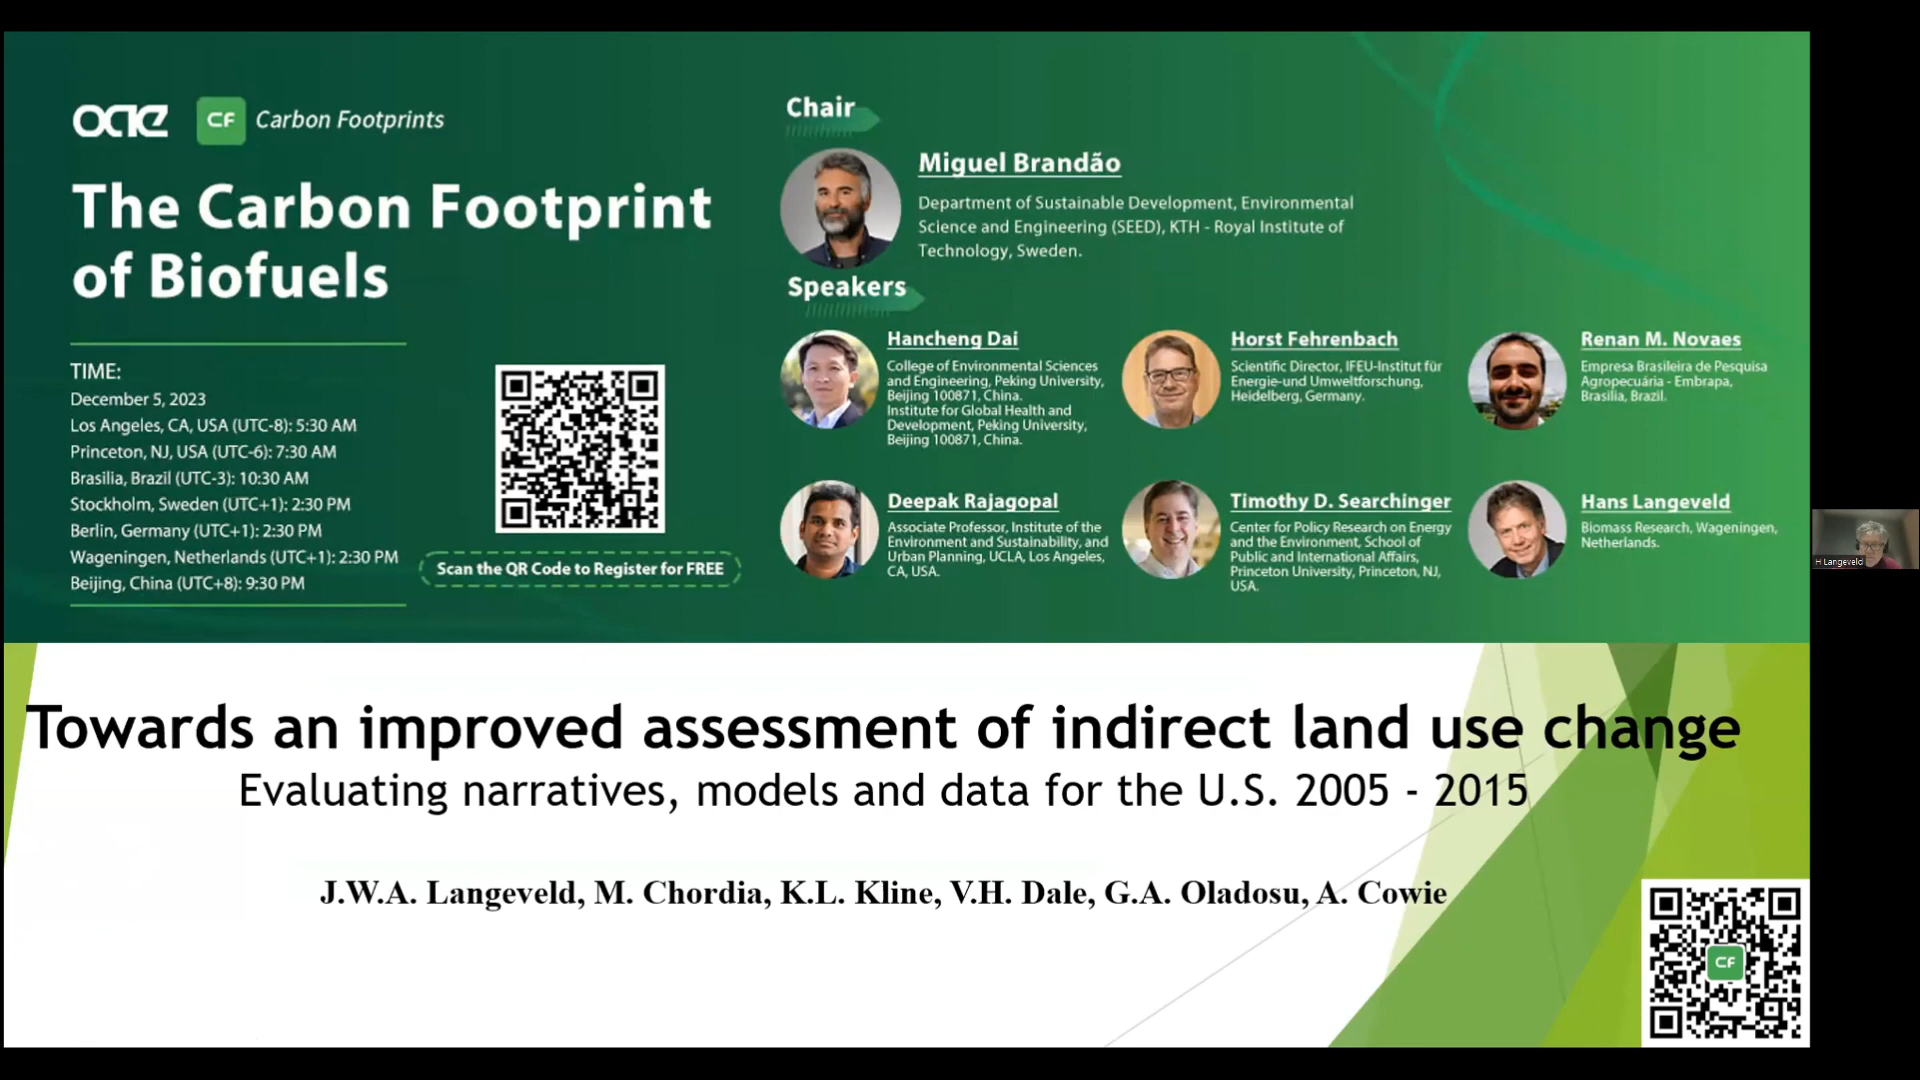 oae CF Carbon Footprints
The Carbon Footprint
of Biofuels
TIME:
December 5, 2023
Los Angeles, CA, USA (UTC-8): 5:30 AM
Princeton, NJ, USA (UTC-6): 7:30 AM
Brasilia, Brazil (UTC-3): 10:30 AM
Stockholm, Sweden (UTC+1): 2:30 PM
Berlin, Germany (UTC+1): 2:30 PM
Wageningen, Netherlands (UTC+1): 2:30 PM
Beijing, China (UTC+8): 9:30 PM
Scan the QR Code to Register for FREE
Chair
Miguel Brandão
Department of Sustainable Development, Environmental
Science and Engineering (SEED), KTH - Royal Institute of
Technology, Sweden.
Speakers
Hancheng Dai
College of Environmental Sciences
and Engineering, Peking University,
Beijing 100871, China.
Institute for Global Health and
Development, Peking University,
Beijing 100871, China.
Horst Fehrenbach
Scientific Director, IFEU-Institut für
Energie-und Umweltforschung,
Heidelberg, Germany.
Renan M. Novaes
Empresa Brasileira de Pesquisa
Agropecuária - Embrapa,
Brasilia, Brazil.
Deepak Rajagopal
Associate Professor, Institute of the
Environment and Sustainability, and
Urban Planning, UCLA, Los Angeles,
CA, USA.
Timothy D. Searchinger
Center for Policy Research on Energy
and the Environment, School of
Public and International Affairs,
Princeton University, Princeton, NJ,
USA.
Hans Langeveld
Biomass Research, Wageningen,
Netherlands.
H Langeveld
Towards an improved assessment of indirect land use change
Evaluating narratives, models and data for the U.S. 2005 - 2015
J.W.A. Langeveld, M. Chordia, K.L. Kline, V.H. Dale, G.A. Oladosu, A. Cowie
CF